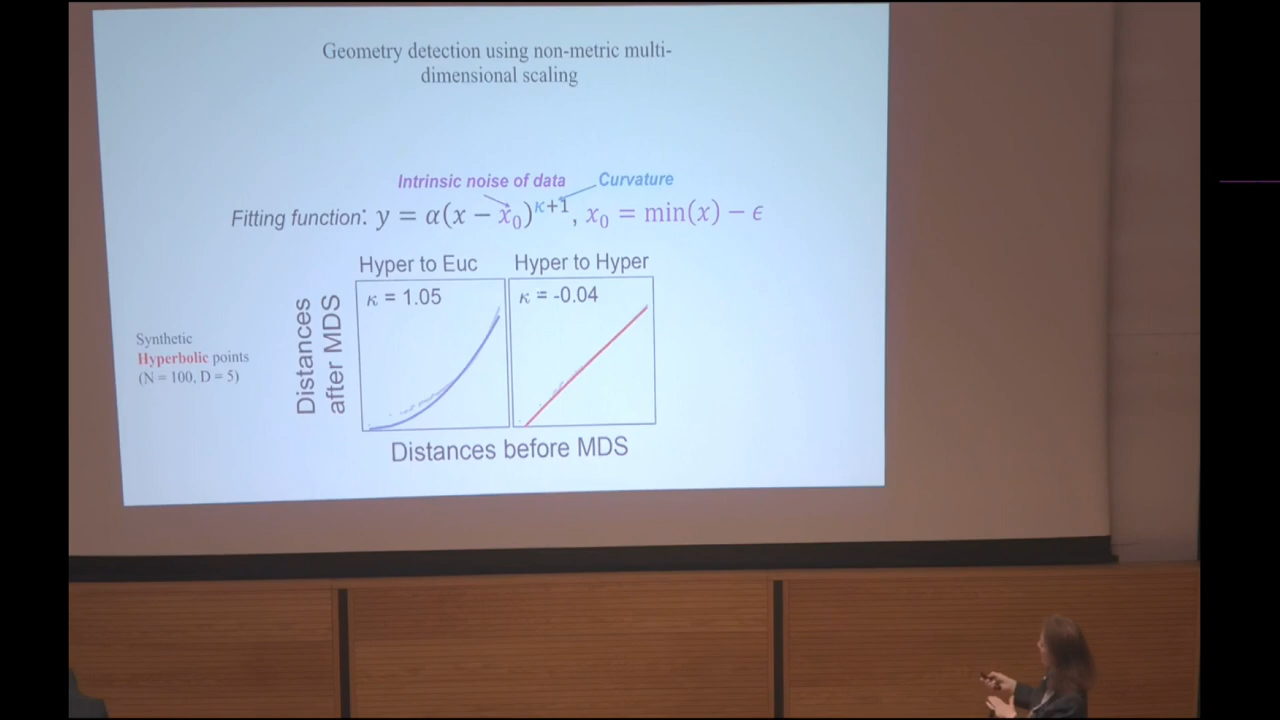 Geometry detection using non-metric multi-
dimensional scaling
Intrinsic noise of data
Curvature
Fitting function: y = α(x − x₀)^κ+1, x₀ = min(x) − ϵ
Hyper to Euc
Hyper to Hyper
κ = 1.05
κ = -0.04
Distances
after MDS
Synthetic
Hyperbolic points
(N = 100, D = 5)
Distances before MDS